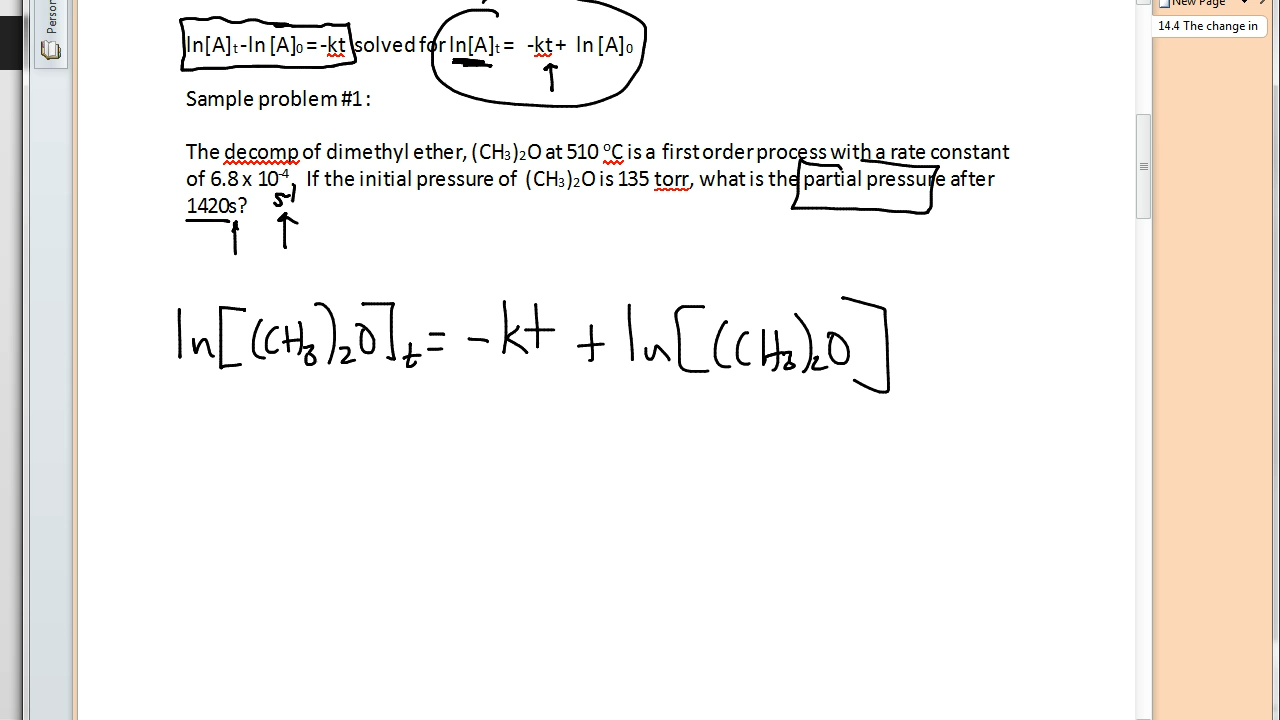 New Page
Person
14.4 The change in
ln[A]ₜ-ln [A]₀ = -kt solved for ln[A]ₜ = -kt + ln [A]₀
Sample problem #1:
The decomp of dimethyl ether, (CH₃)₂O at 510 ⁰C is a first order process with a rate constant
of 6.8 x 10⁻⁴. If the initial pressure of (CH₃)₂O is 135 torr, what is the partial pressure after
s-1
1420s?
ln[(CH₃)₂O]ₜ = -kt + ln[(CH₃)₂O]